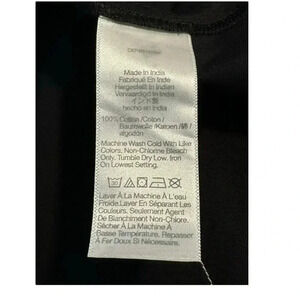 Made in India
Fabriqué En Inde
Hergestellt in Indien
Vervaardigd In India
インド製
hecho en India
100% Cotton /Coton /
Baumwolle /Katoen /綿 /
algodón
Machine Wash Cold With Like
Colors. Non-Chlorine Bleach
Only. Tumble Dry Low. Iron
On Lowest Setting.
Laver À La Machine À L'eau
Froide.Laver En Séparant Les
Couleurs. Seulement Agent
De Blanchiment Non-Chlore.
Sécher À La Machine À
Basse Température. Repasser
À Fer Doux Si Nécessaire.